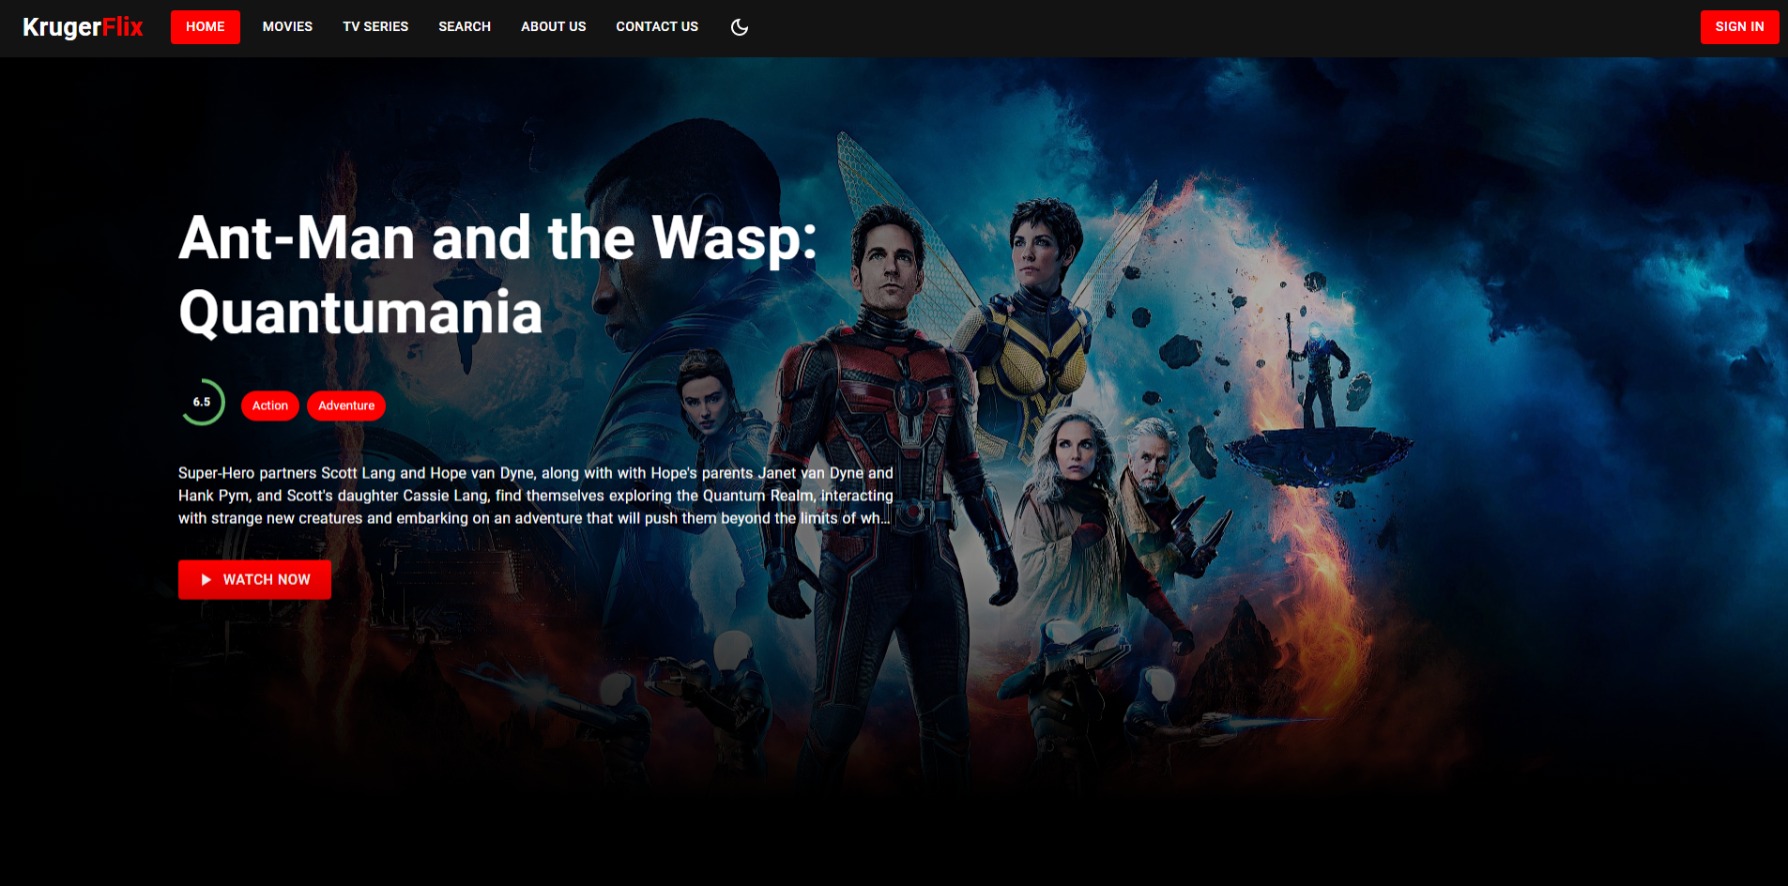 KrugerFlix HOME MOVIES TV SERIES SEARCH ABOUT US CONTACT US SIGN IN
Ant-Man and the Wasp:
Quantumania
6.5 Action Adventure
Super-Hero partners Scott Lang and Hope van Dyne, along with with Hope's parents Janet van Dyne and
Hank Pym, and Scott's daughter Cassie Lang, find themselves exploring the Quantum Realm, interacting
with strange new creatures and embarking on an adventure that will push them beyond the limits of wh...
WATCH NOW